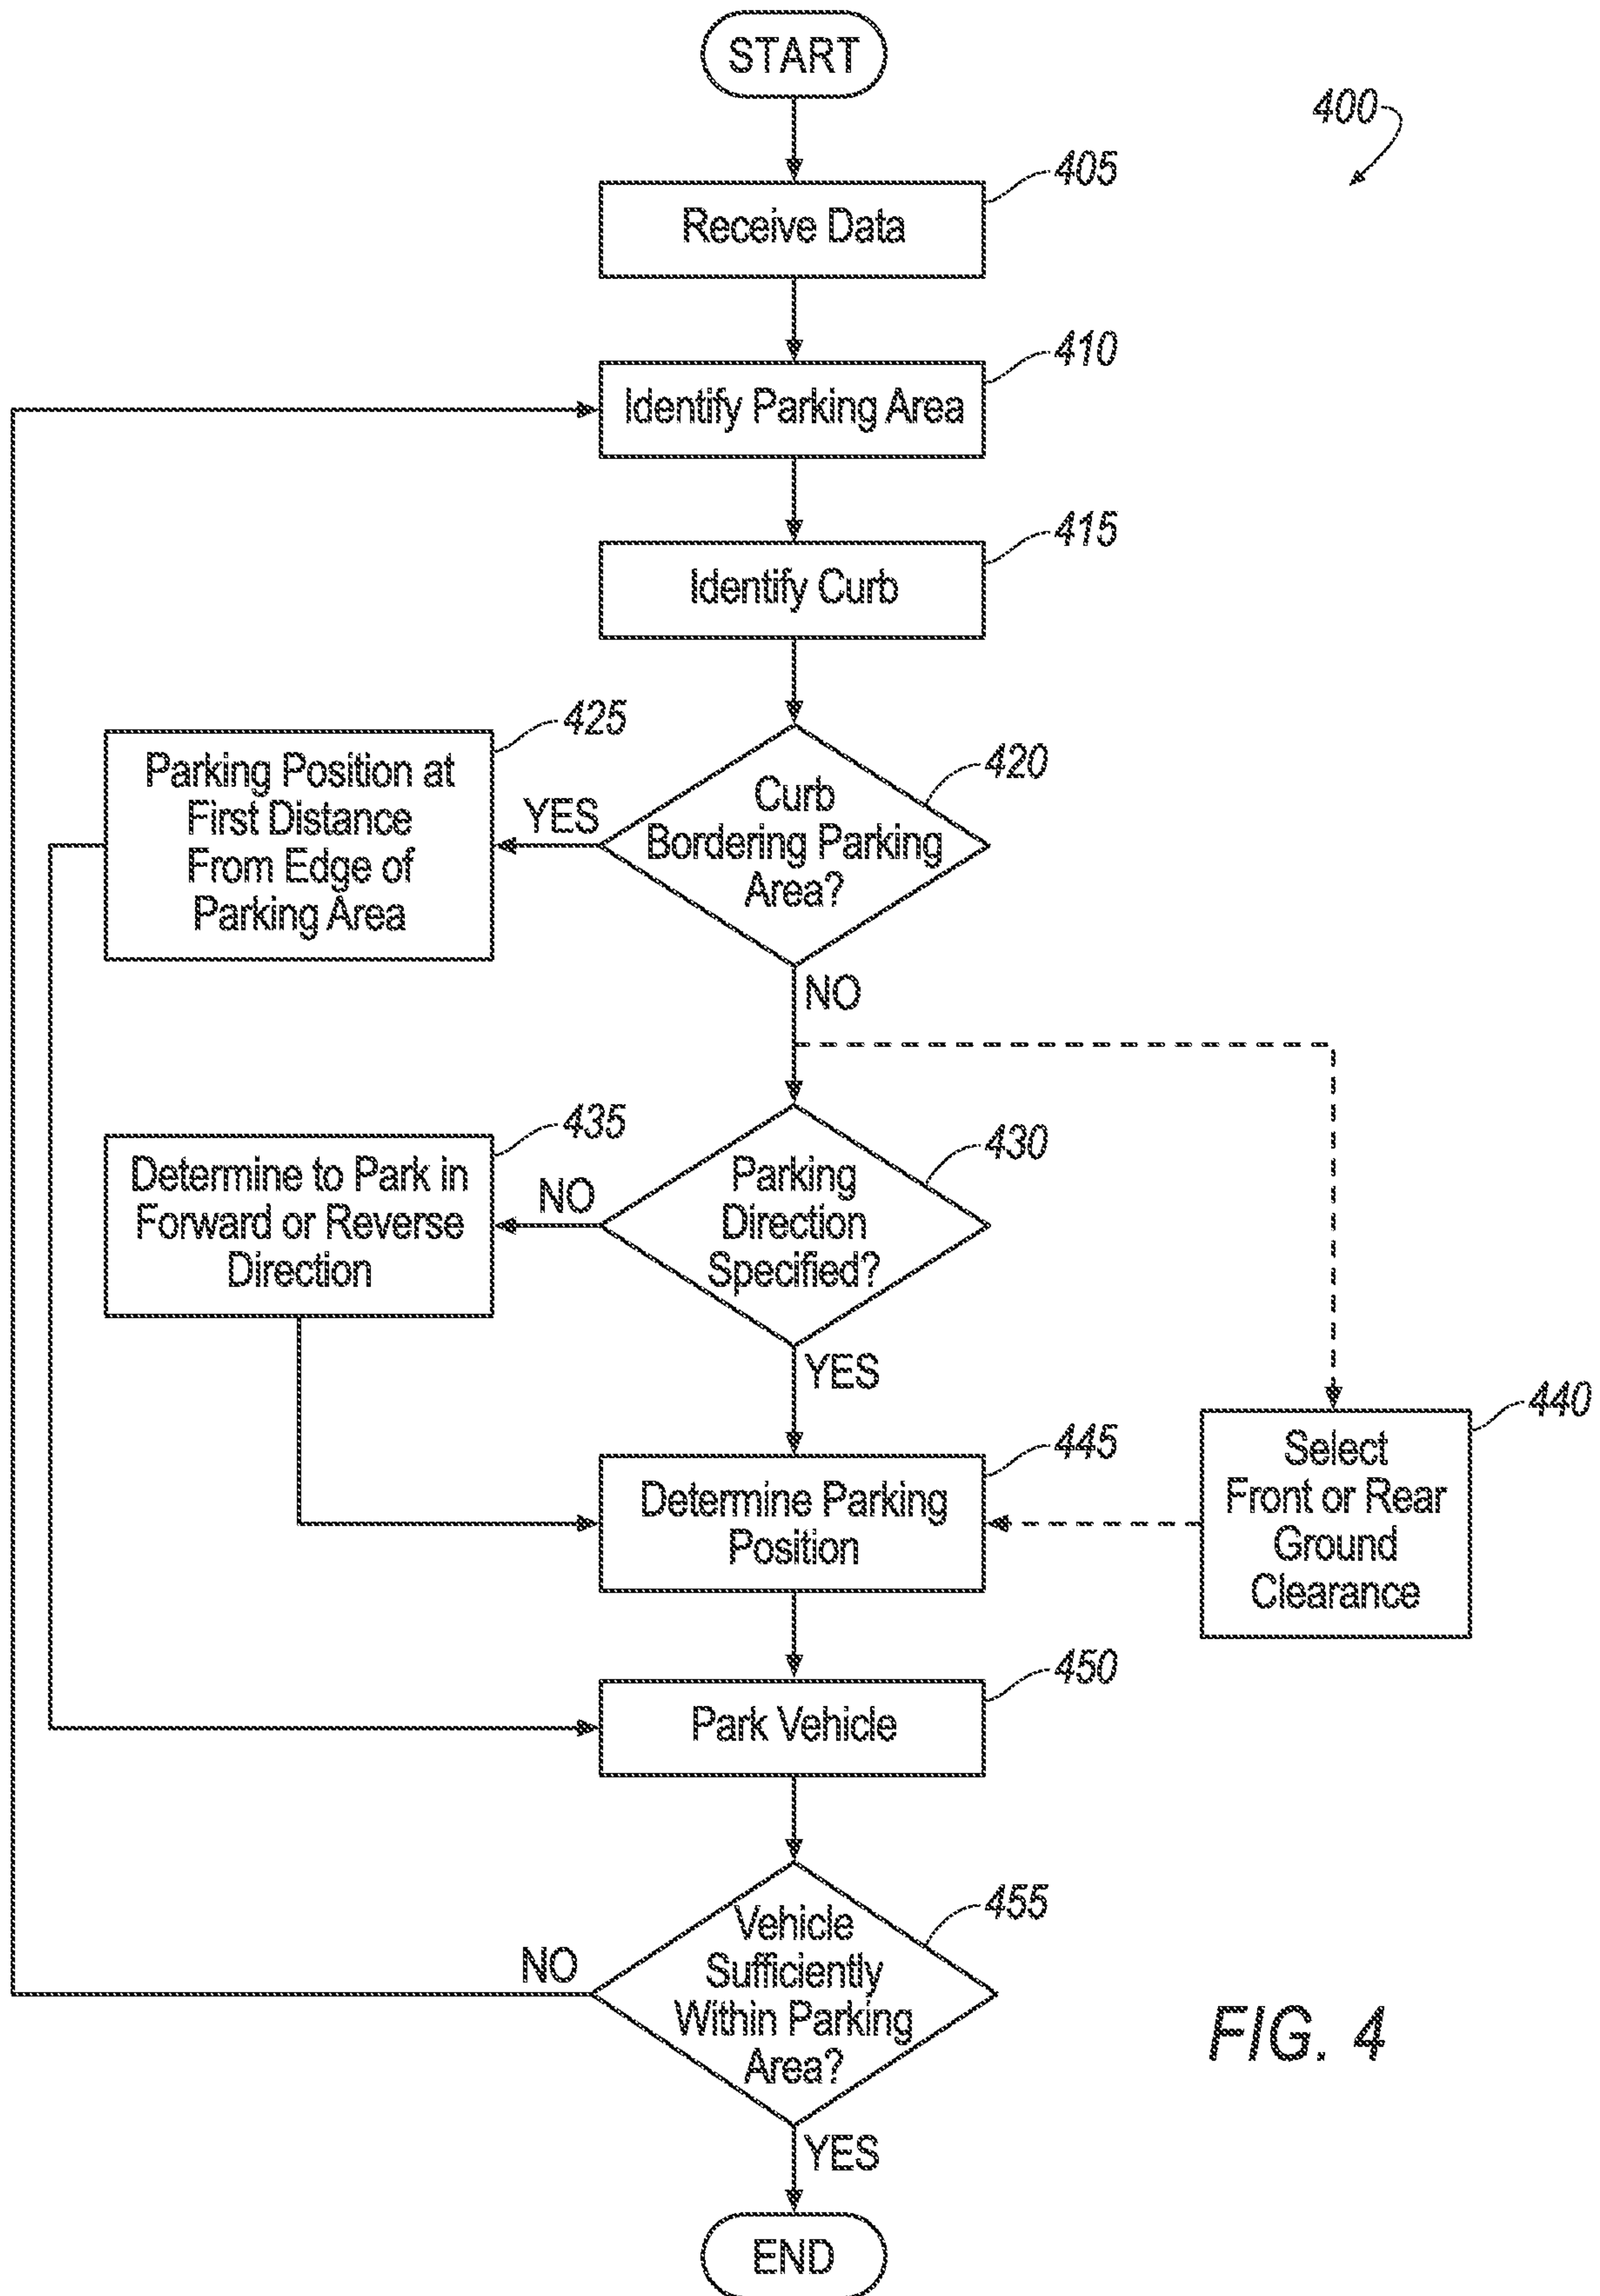 START
400
405
Receive Data
410
Identify Parking Area
415
Identify Curb
425
Parking Position at
First Distance
From Edge of
Parking Area
YES
420
Curb
Bordering Parking
Area?
NO
435
Determine to Park in
Forward or Reverse
Direction
NO
430
Parking
Direction
Specified?
YES
440
Select
Front or Rear
Ground
Clearance
445
Determine Parking
Position
450
Park Vehicle
455
Vehicle
Sufficiently
Within Parking
Area?
NO
YES
FIG. 4
END